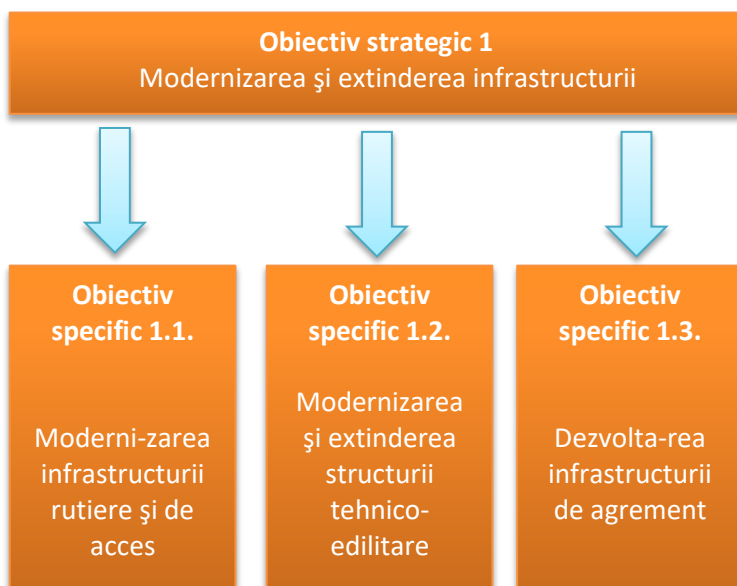 Obiectiv strategic 1
Modernizarea şi extinderea infrastructurii
Obiectiv
specific 1.1.
Moderni-zarea
infrastructurii
rutiere şi de
acces
Obiectiv
specific 1.2.
Modernizarea
şi extinderea
structurii
tehnico-
edilitare
Obiectiv
specific 1.3.
Dezvolta-rea
infrastructurii
de agrement